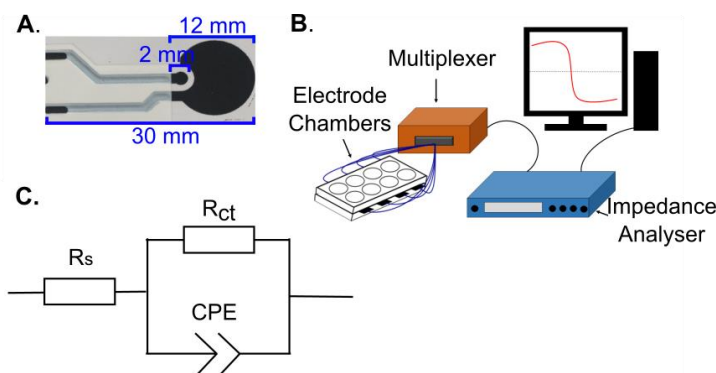 A.
12 mm
2 mm
30 mm
B.
Multiplexer
Electrode
Chambers
Impedance
Analyser
C.
Rct
Rs
CPE